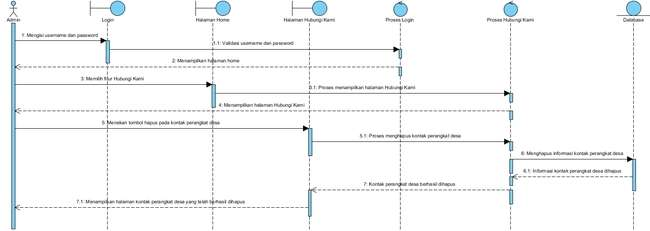 Admin
Login
Halaman Home
Halaman Hubungi Kami
Proses Login
Proses Hubungi Kami
Database
1: Mengisi username dan password
1.1: Validasi username dan password
2: Menampilkan halaman home
3: Memilih fitur Hubungi Kami
3.1: Proses menampilkan halaman Hubungi Kami
4: Menampilkan halaman Hubungi Kami
5: Menekan tombol hapus pada kontak perangkat desa
5.1: Proses menghapus kontak perangkat desa
6: Menghapus informasi kontak perangkat desa
6.1: Informasi kontak perangkat desa dihapus
7: Kontak perangkat desa berhasil dihapus
7.1: Menampilkan halaman kontak perangkat desa yang telah berhasil dihapus